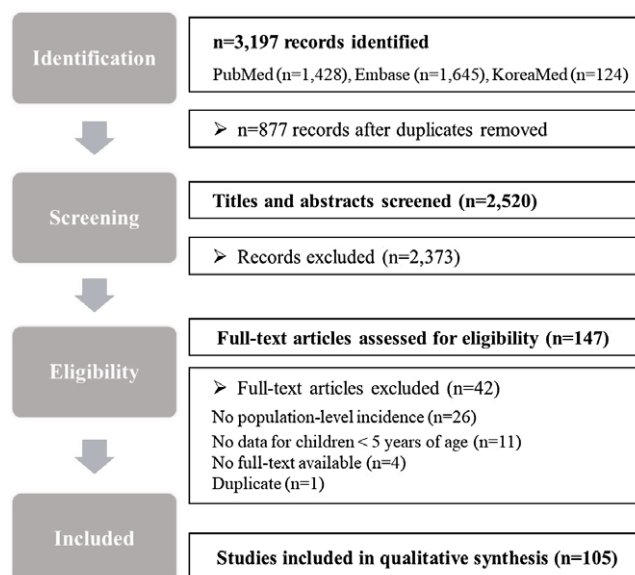 Identification
n=3,197 records identified
PubMed (n=1,428), Embase (n=1,645), KoreaMed (n=124)
➢ n=877 records after duplicates removed
Screening
Titles and abstracts screened (n=2,520)
➢ Records excluded (n=2,373)
Eligibility
Full-text articles assessed for eligibility (n=147)
➢ Full-text articles excluded (n=42)
No population-level incidence (n=26)
No data for children < 5 years of age (n=11)
No full-text available (n=4)
Duplicate (n=1)
Included
Studies included in qualitative synthesis (n=105)